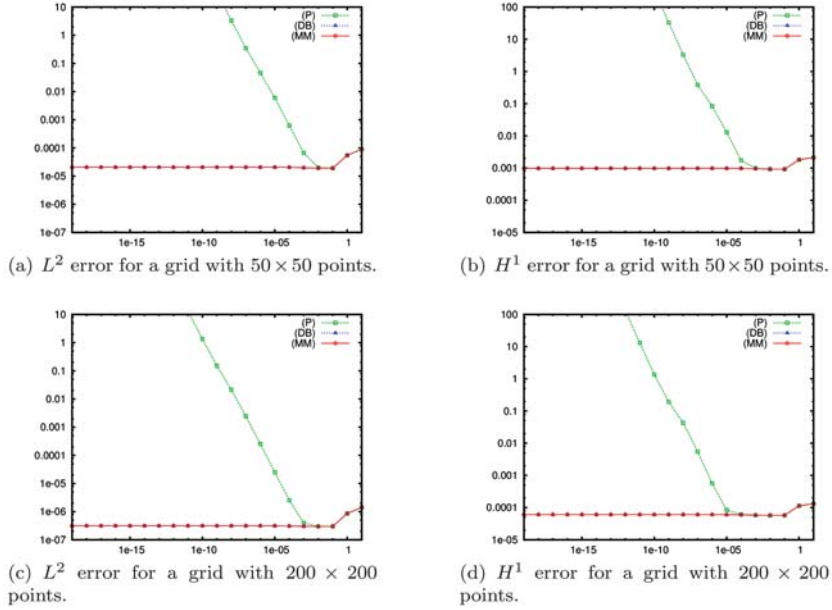 10
1
0.1
0.01
0.001
0.0001
1e-05
1e-06
1e-07
1e-15
1e-10
1e-05
1
(P)
(DB)
(MM)
(a) L² error for a grid with 50×50 points.
100
10
1
0.1
0.01
0.001
0.0001
1e-05
1e-15
1e-10
1e-05
1
(P)
(DB)
(MM)
(b) H¹ error for a grid with 50×50 points.
10
1
0.1
0.01
0.001
0.0001
1e-05
1e-06
1e-07
1e-15
1e-10
1e-05
1
(P)
(DB)
(MM)
(c) L² error for a grid with 200 × 200
points.
100
10
1
0.1
0.01
0.001
0.0001
1e-05
1e-15
1e-10
1e-05
1
(P)
(DB)
(MM)
(d) H¹ error for a grid with 200 × 200
points.